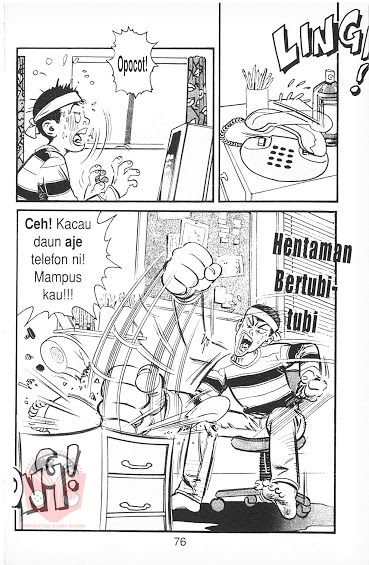 Opocot!
LING!
Ceh! Kacau
daun aje
telefon ni!
Mampus
kau!!!
Hentaman
Bertubi-
tubi
76